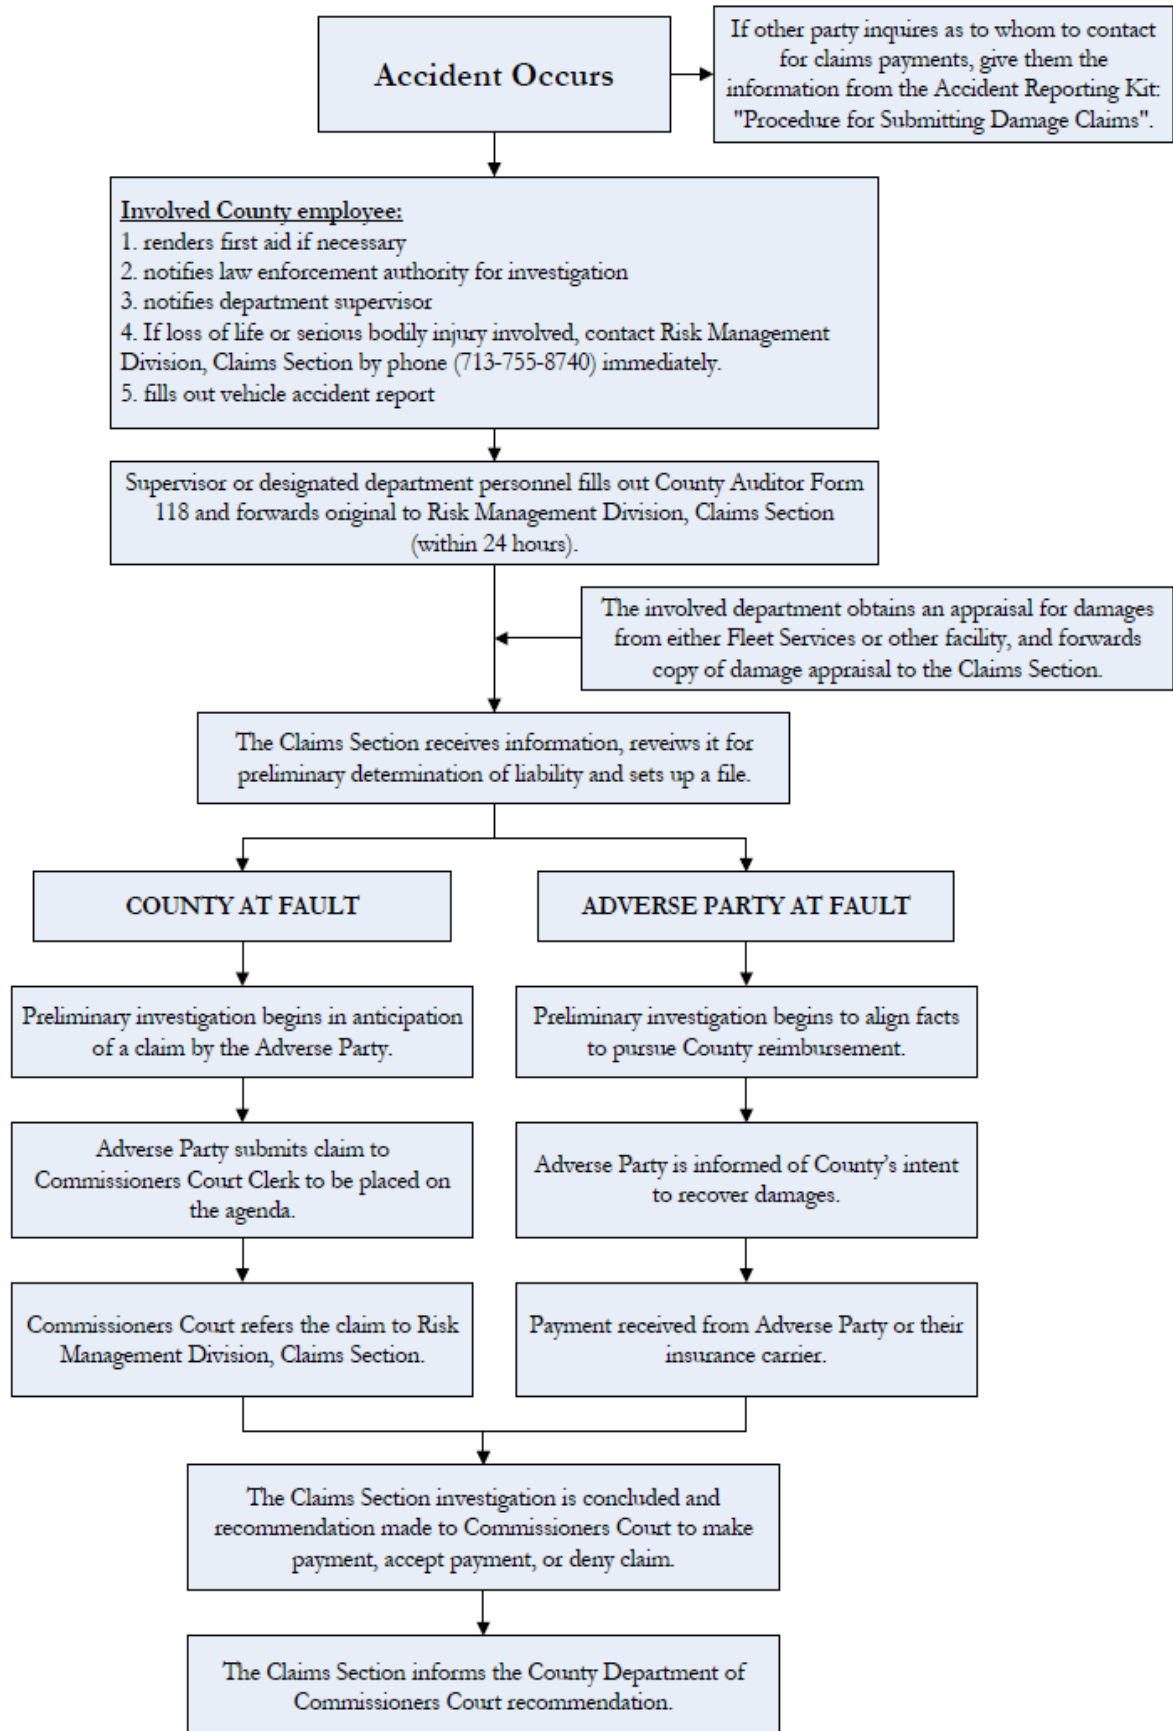 Accident Occurs
If other party inquires as to whom to contact
for claims payments, give them the
information from the Accident Reporting Kit:
"Procedure for Submitting Damage Claims".
Involved County employee:
1. renders first aid if necessary
2. notifies law enforcement authority for investigation
3. notifies department supervisor
4. If loss of life or serious bodily injury involved, contact Risk Management
Division, Claims Section by phone (713-755-8740) immediately.
5. fills out vehicle accident report
Supervisor or designated department personnel fills out County Auditor Form
118 and forwards original to Risk Management Division, Claims Section
(within 24 hours).
The involved department obtains an appraisal for damages
from either Fleet Services or other facility, and forwards
copy of damage appraisal to the Claims Section.
The Claims Section receives information, reveiws it for
preliminary determination of liability and sets up a file.
COUNTY AT FAULT
Preliminary investigation begins in anticipation
of a claim by the Adverse Party.
Adverse Party submits claim to
Commissioners Court Clerk to be placed on
the agenda.
Commissioners Court refers the claim to Risk
Management Division, Claims Section.
ADVERSE PARTY AT FAULT
Preliminary investigation begins to align facts
to pursue County reimbursement.
Adverse Party is informed of County's intent
to recover damages.
Payment received from Adverse Party or their
insurance carrier.
The Claims Section investigation is concluded and
recommendation made to Commissioners Court to make
payment, accept payment, or deny claim.
The Claims Section informs the County Department of
Commissioners Court recommendation.